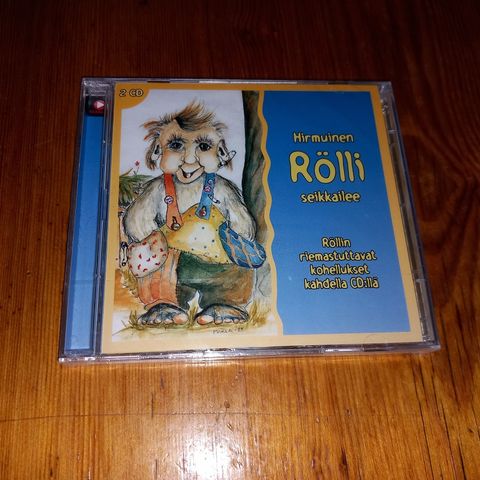 2 CD
Hirmuinen
Rölli
seikkailee
Röllin
riemastuttavat
kohellukset
kahdella CD:llä